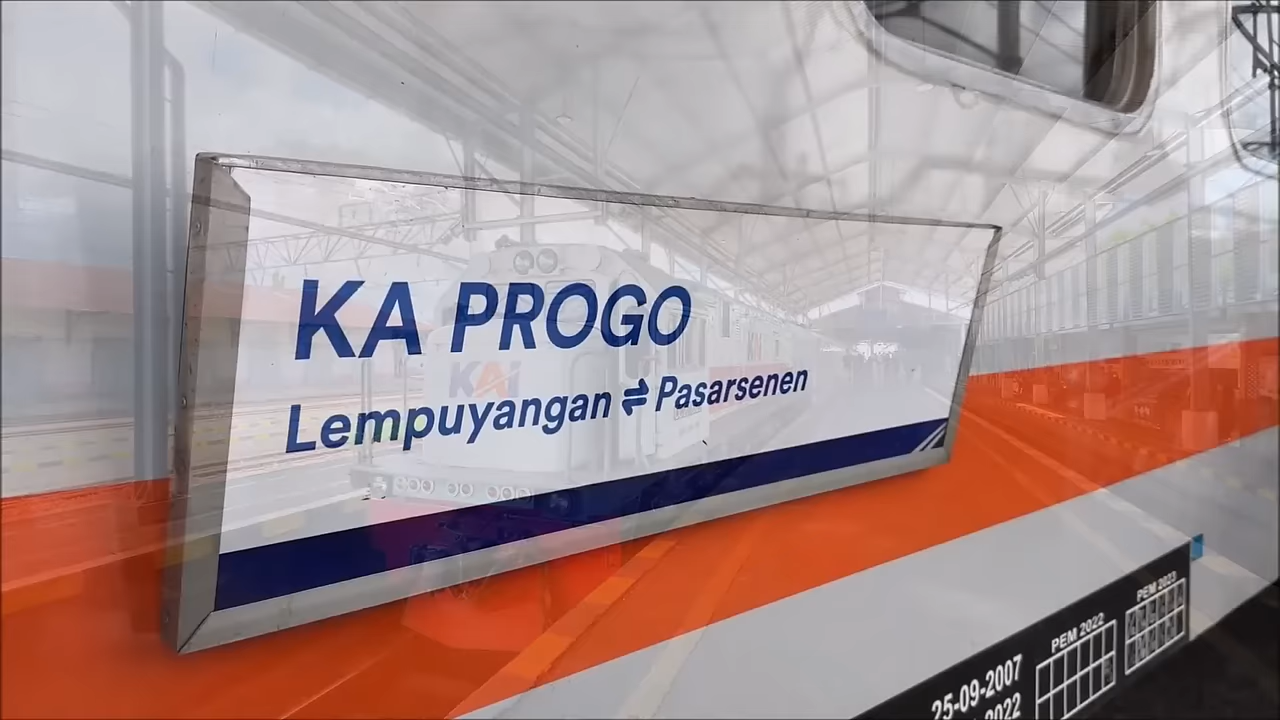 KA PROGO
Lempuyangan ⇌ Pasarsenen
KAI
PEM 2022
PEM 2023
25-09-2007
2022